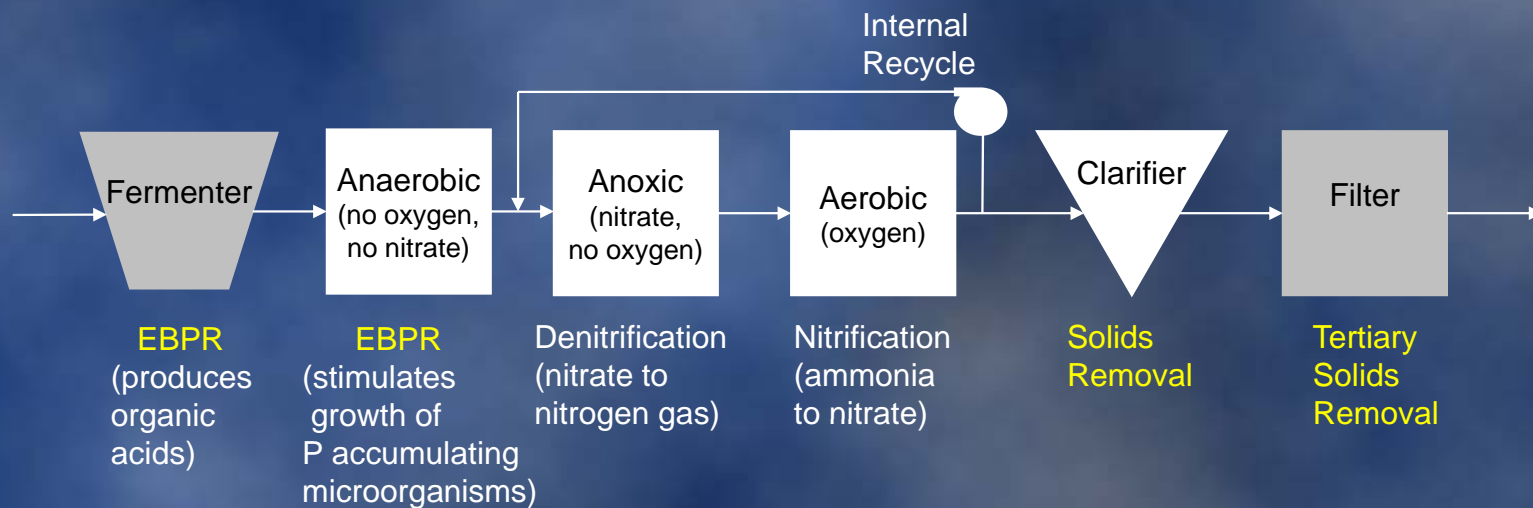 Internal
Recycle
Fermenter
Anaerobic
(no oxygen,
no nitrate)
Anoxic
(nitrate,
no oxygen)
Aerobic
(oxygen)
Clarifier
Filter
EBPR
(produces
organic
acids)
EBPR
(stimulates
growth of
P accumulating
microorganisms)
Denitrification
(nitrate to
nitrogen gas)
Nitrification
(ammonia
to nitrate)
Solids
Removal
Tertiary
Solids
Removal